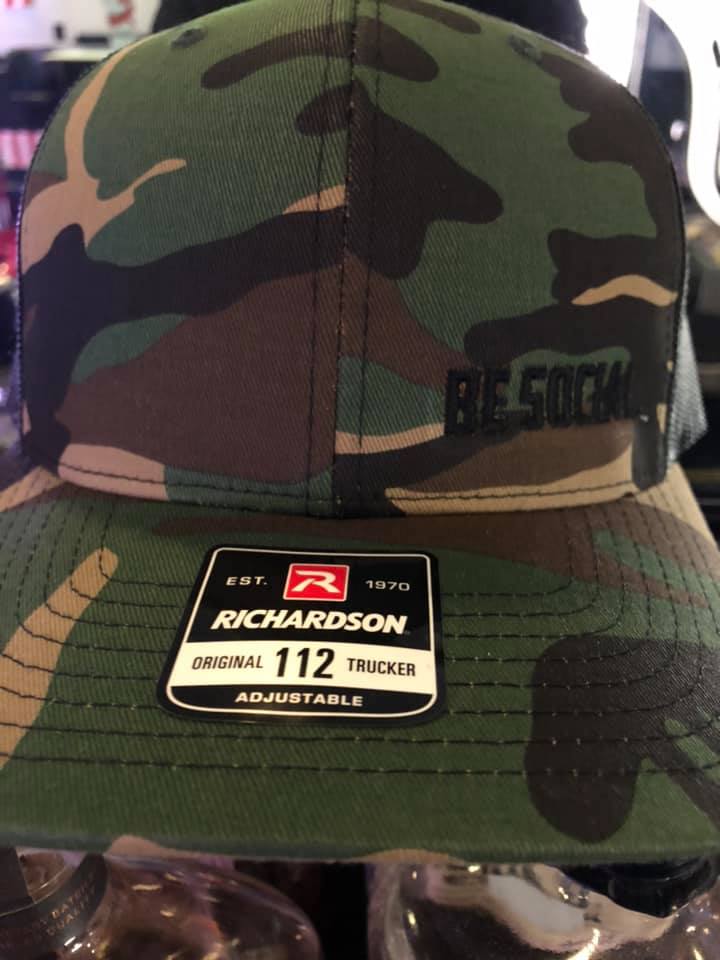 BE SOCIAL
EST. R 1970
RICHARDSON
ORIGINAL 112 TRUCKER
ADJUSTABLE